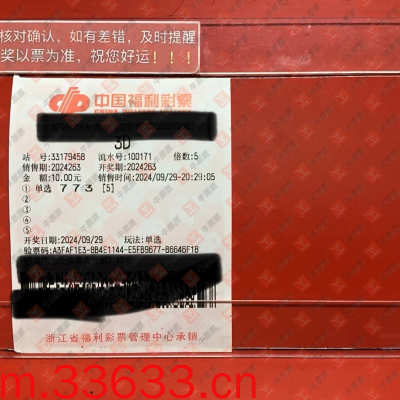 核对确认，如有差错，及时提醒
奖以票为准，祝您好运！！！
中国福利彩票
CHINA WELFARE LOTTERY
3D
站 号:33179458 流水号:100171 倍数:5
销售期:2024263 开奖期:2024263
金额:10.00元 销售时间:2024/09/29-20:29:05
① 单选 7 7 3 [5]
②
③
④
⑤
开奖日期:2024/09/29 玩法:单选
验票码:A3FAF1E3-8B4E1144-E5FB9677-B6646F18
浙江省福利彩票管理中心承销
m.33633.cn